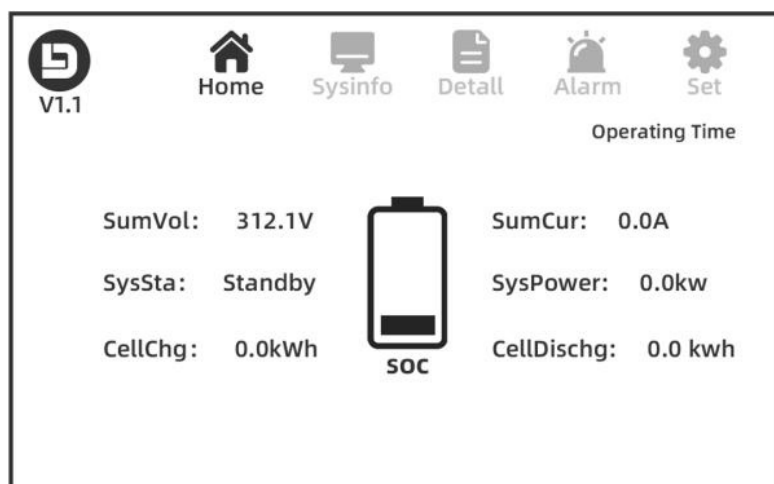 V1.1
Home Sysinfo Detall Alarm Set
Operating Time
SumVol: 312.1V SumCur: 0.0A
SysSta: Standby SysPower: 0.0kw
CellChg: 0.0kWh CellDischg: 0.0 kwh
SOC